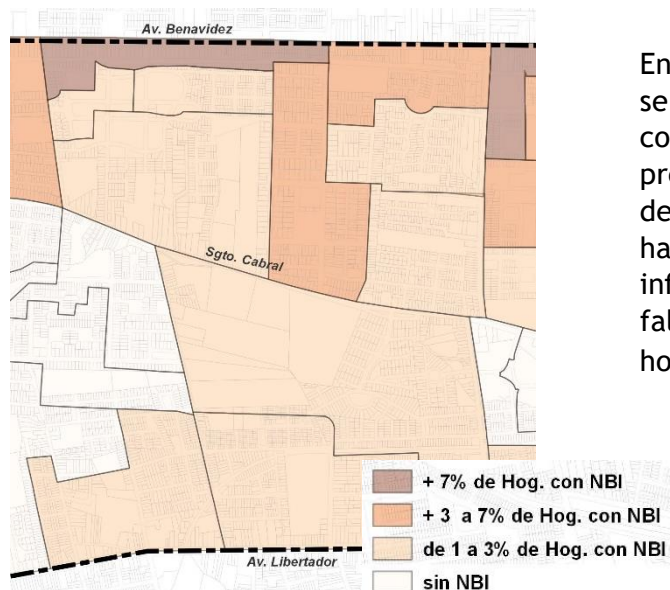 Av. Benavidez
Sgto. Cabral
Av. Libertador
+ 7% de Hog. con NBI
+ 3 a 7% de Hog. con NBI
de 1 a 3% de Hog. con NBI
sin NBI
En
se
co
pr
de
ha
inf
fal
ho